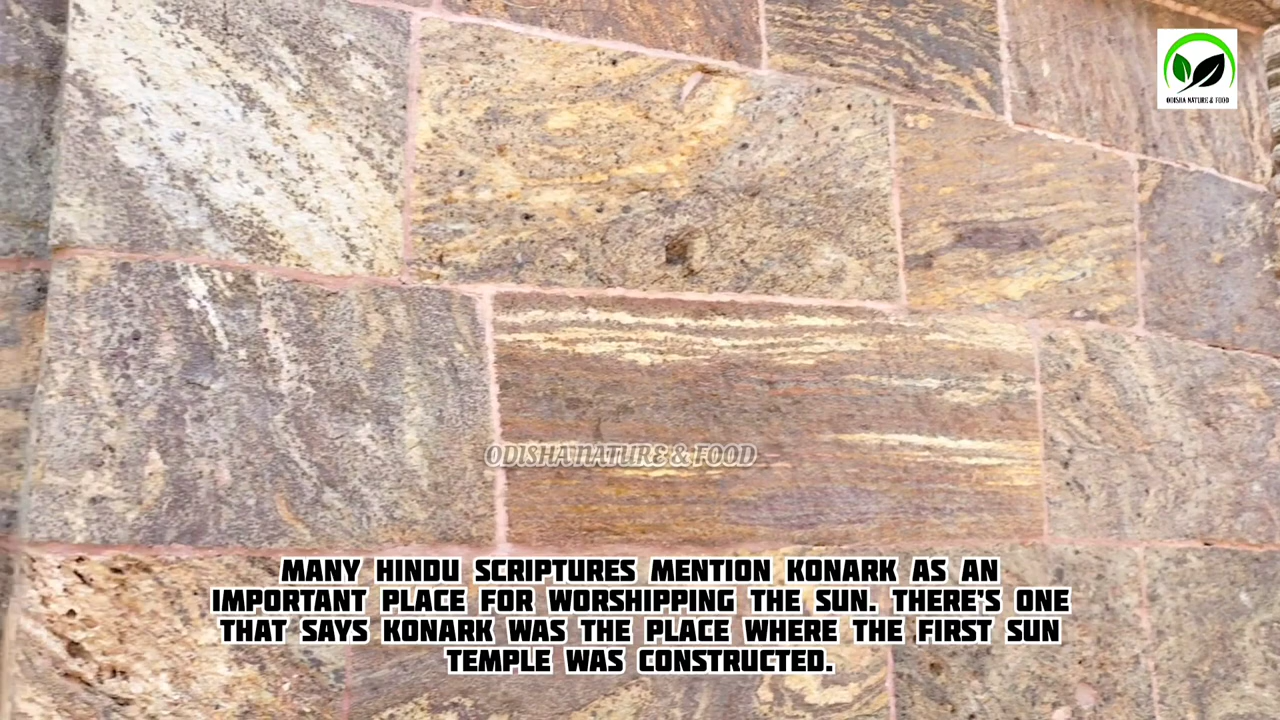 ODISHA NATURE & FOOD
ODISHA NATURE & FOOD
MANY HINDU SCRIPTURES MENTION KONARK AS AN
IMPORTANT PLACE FOR WORSHIPPING THE SUN. THERE'S ONE
THAT SAYS KONARK WAS THE PLACE WHERE THE FIRST SUN
TEMPLE WAS CONSTRUCTED.